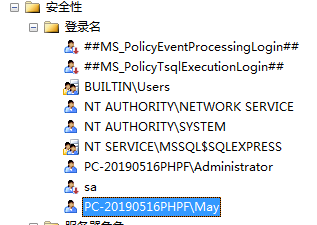 安全性
登录名
##MS_PolicyEventProcessingLogin##
##MS_PolicyTsqlExecutionLogin##
BUILTIN\Users
NT AUTHORITY\NETWORK SERVICE
NT AUTHORITY\SYSTEM
NT SERVICE\MSSQL$SQLEXPRESS
PC-20190516PHPF\Administrator
sa
PC-20190516PHPF\May